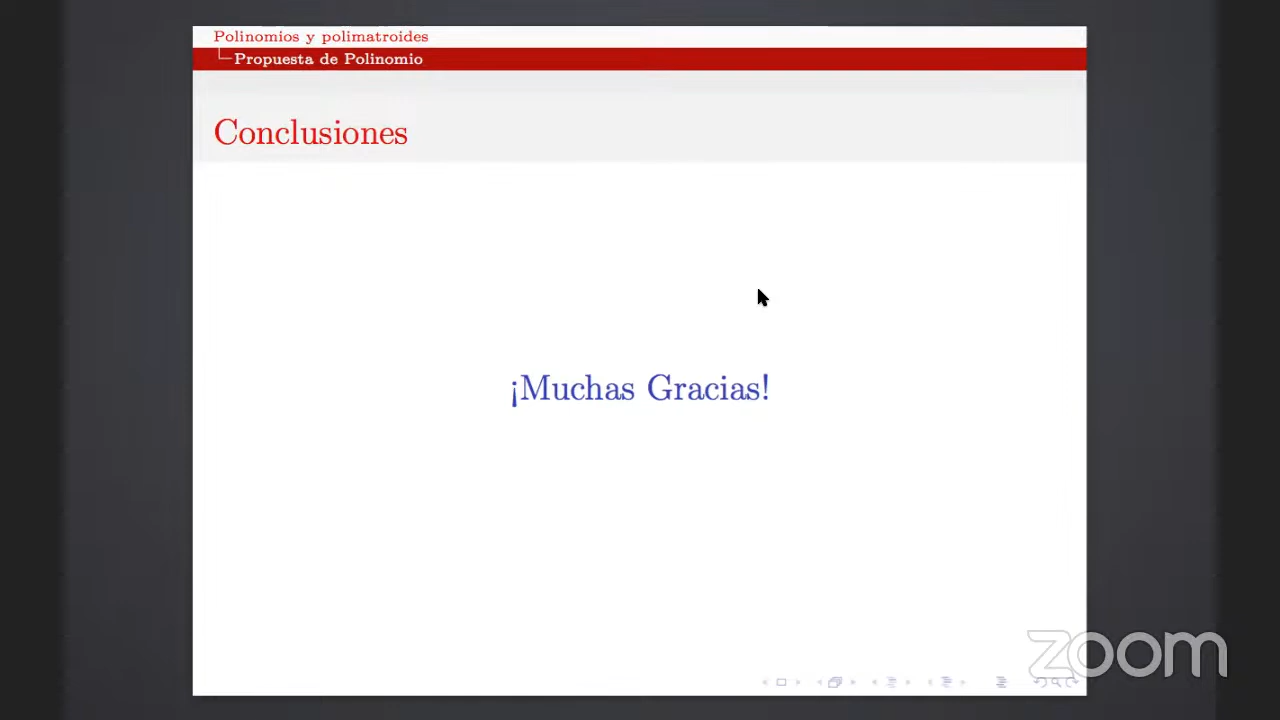 Polinomios y polimatroides
Propuesta de Polinomio
Conclusiones
¡Muchas Gracias!
zoom